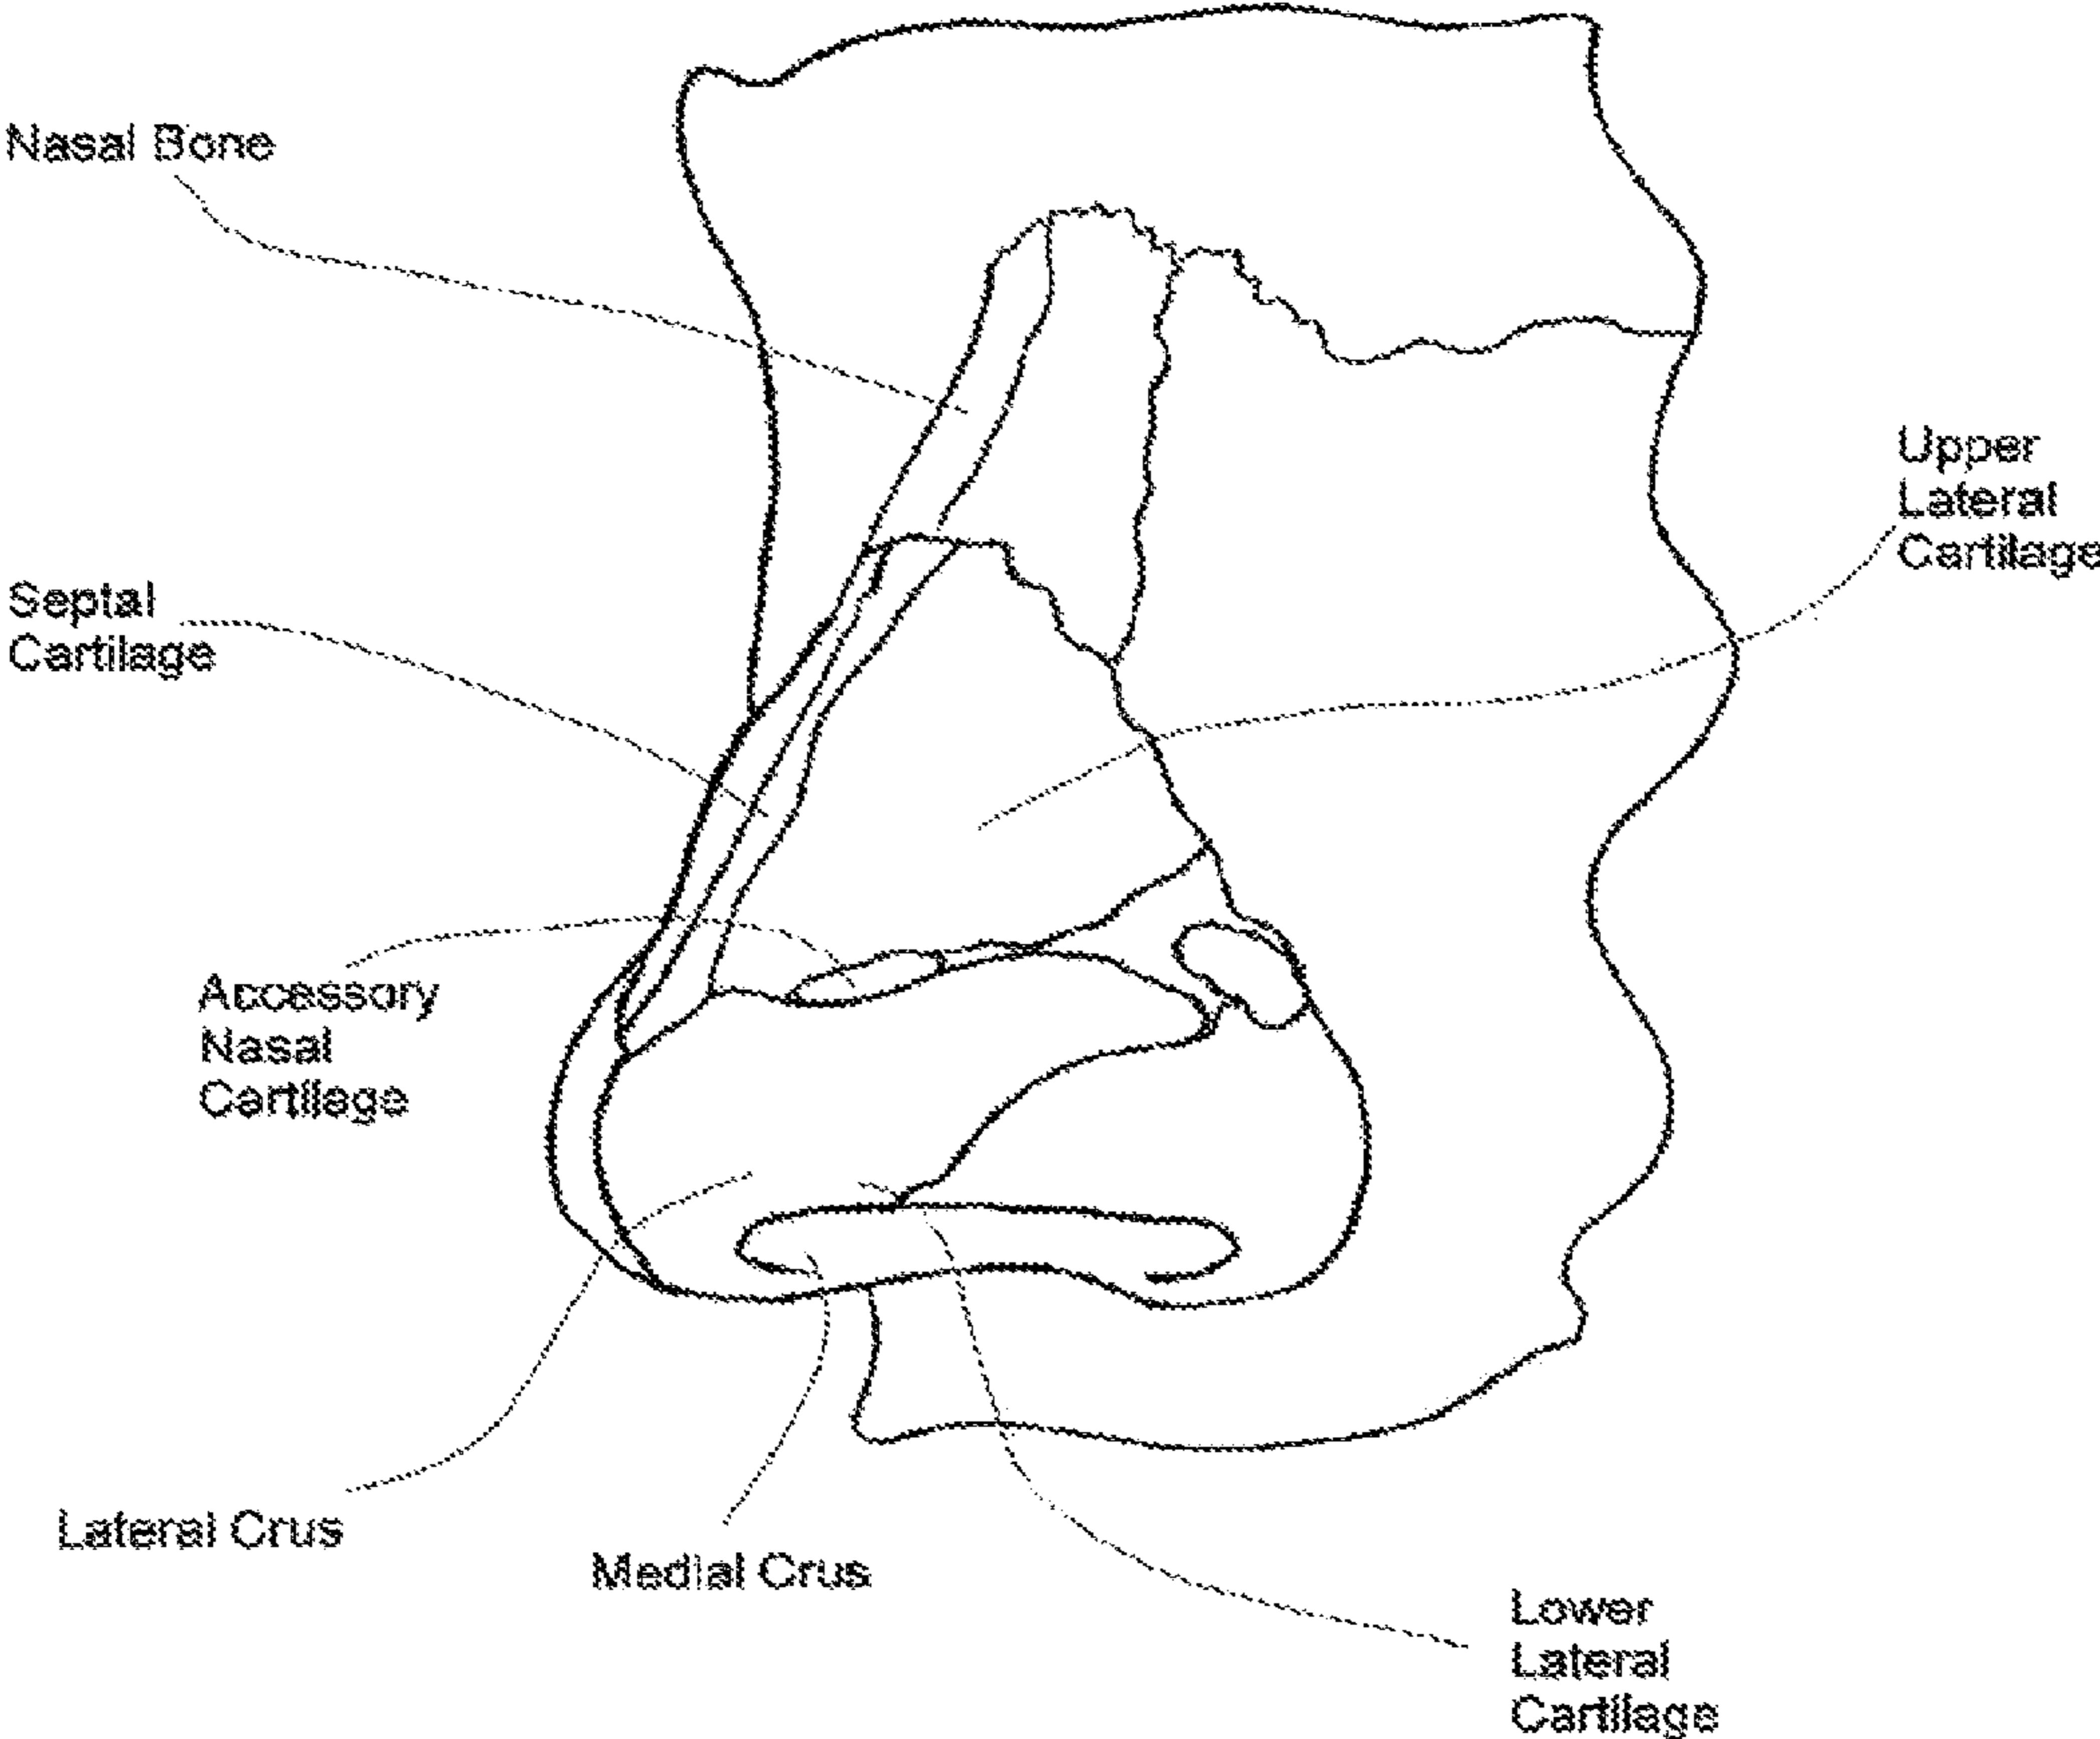 Nasal Bone
Upper
Lateral
Cartilage
Septal
Cartilage
Accessory
Nasal
Cartilage
Lateral Crus
Medial Crus
Lower
Lateral
Cartilage